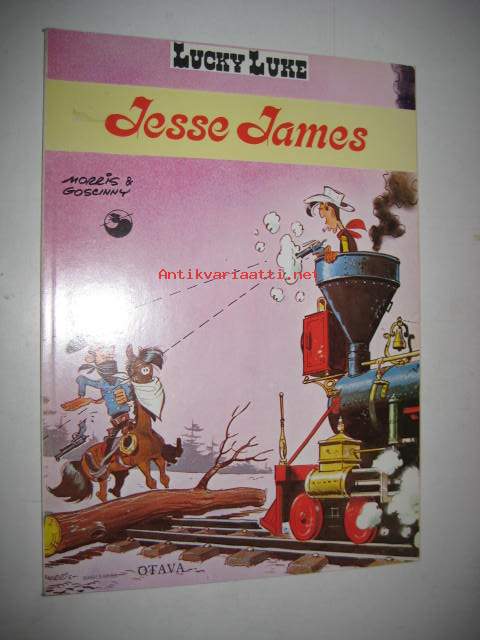 LUCKY LUKE
Jesse James
MORRIS &
GOSCINNY
Antikvariaatti.net
OTAVA